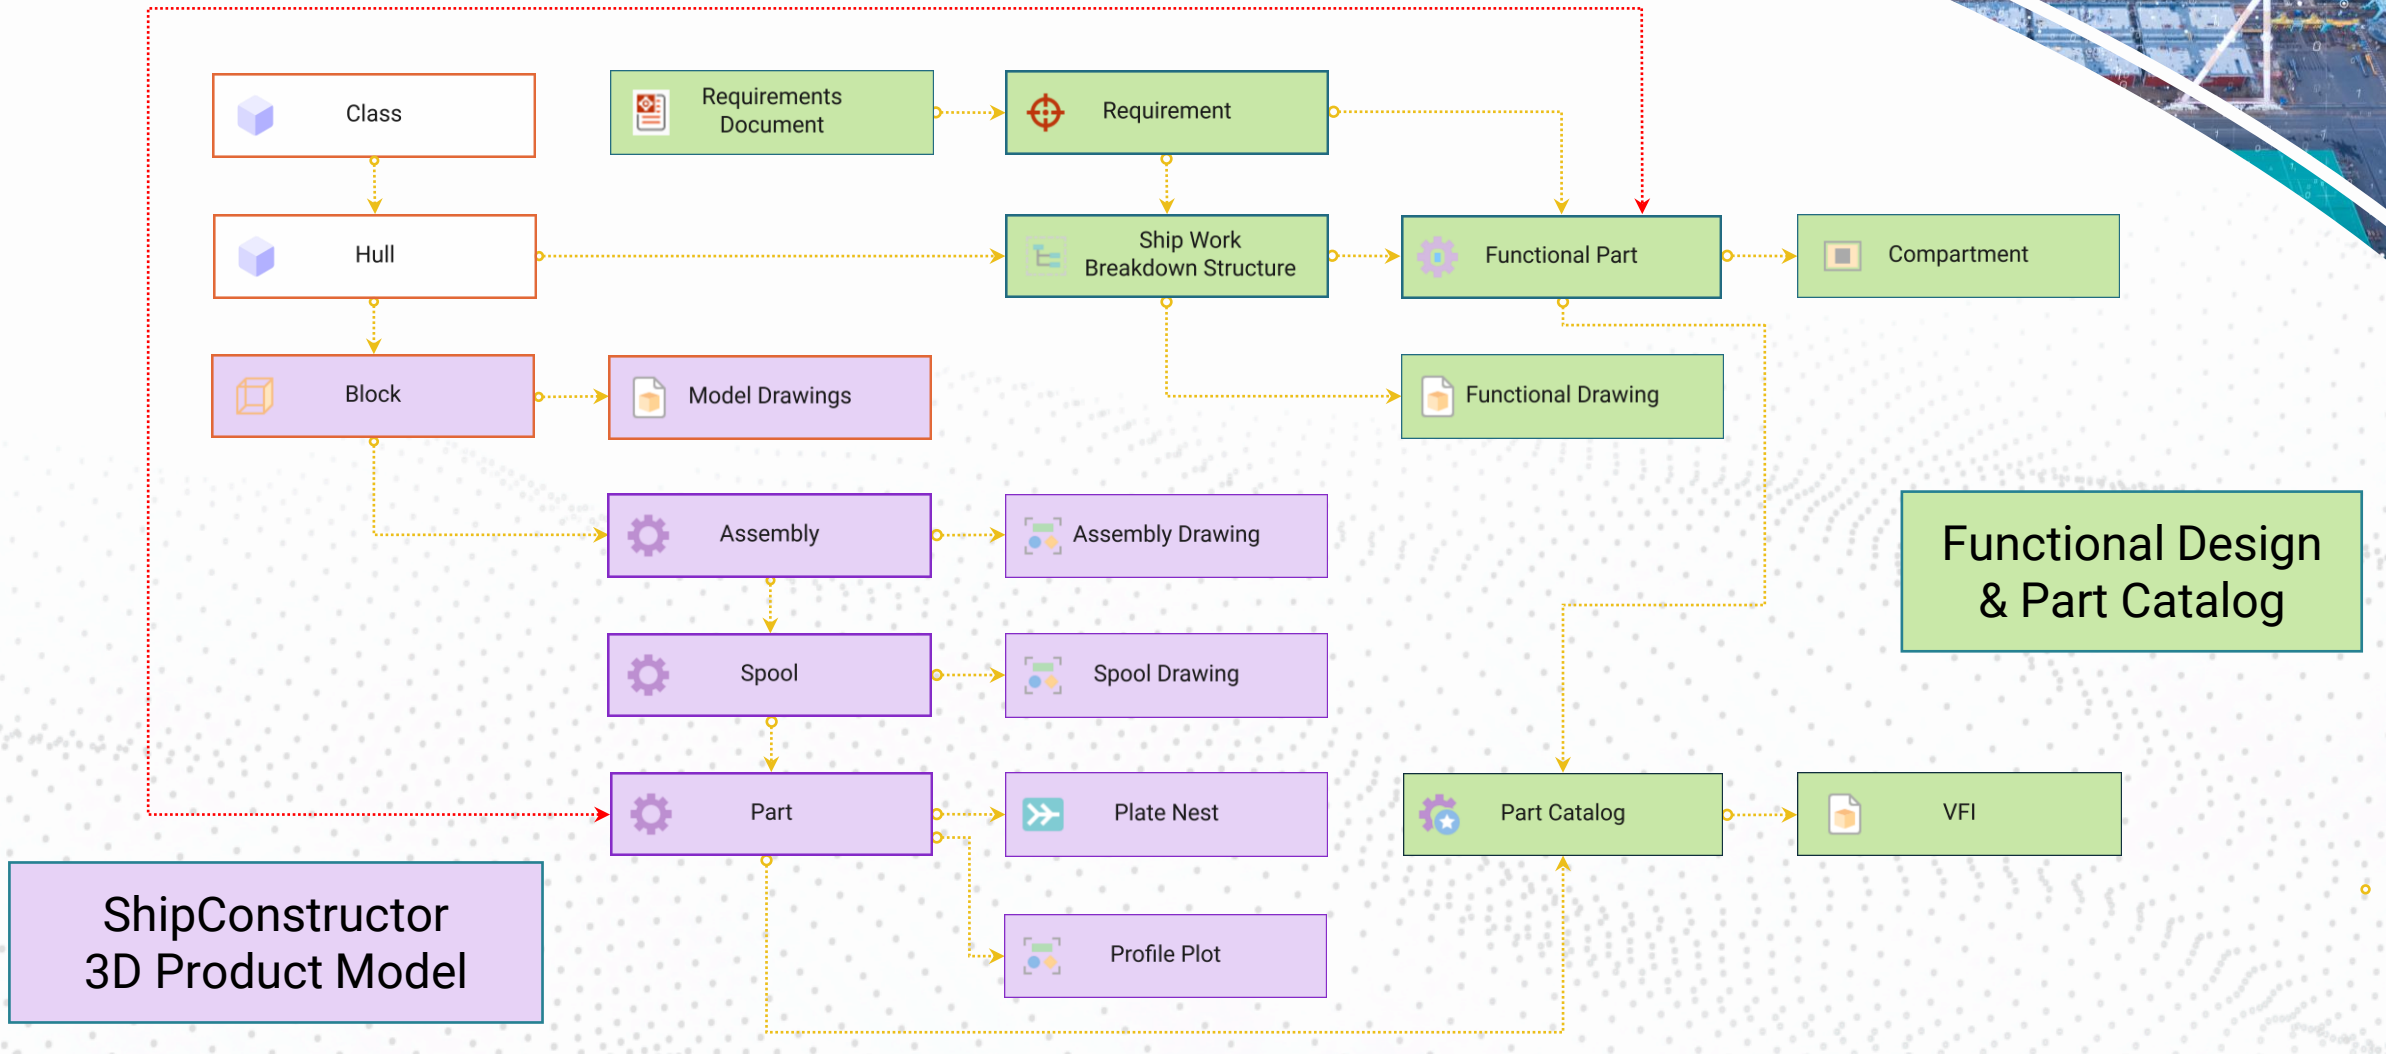 Class
Requirements
Document
Requirement
Hull
Ship Work
Breakdown Structure
Functional Part
Compartment
Block
Model Drawings
Functional Drawing
Assembly
Assembly Drawing
Functional Design
& Part Catalog
Spool
Spool Drawing
Part
Plate Nest
Part Catalog
VFI
ShipConstructor
3D Product Model
Profile Plot